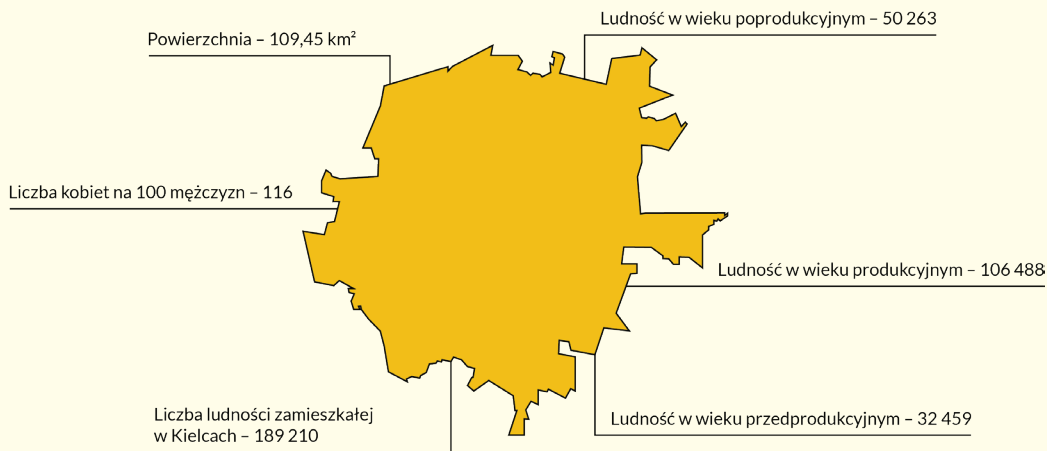 Ludność w wieku poprodukcyjnym – 50 263
Powierzchnia – 109,45 km²
Liczba kobiet na 100 mężczyzn – 116
Ludność w wieku produkcyjnym – 106 488
Liczba ludności zamieszkałej
w Kielcach – 189 210
Ludność w wieku przedprodukcyjnym – 32 459